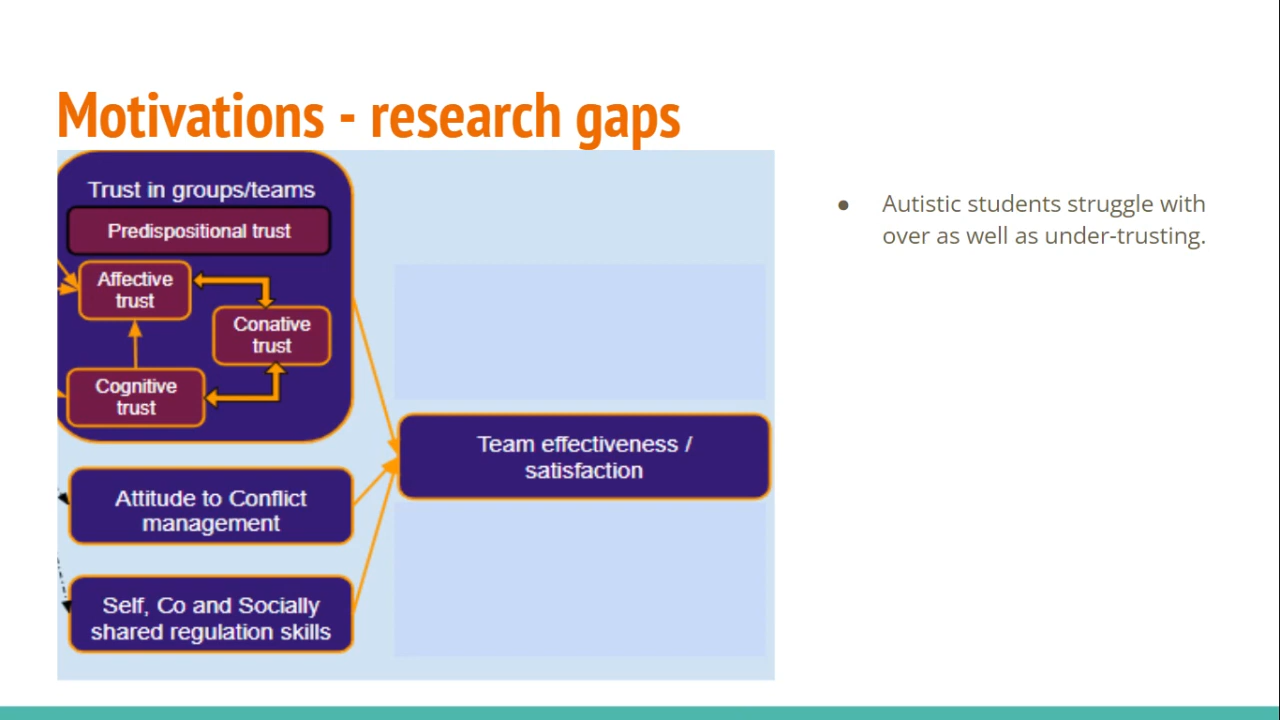 Motivations - research gaps
Trust in groups/teams
Predispositional trust
Affective
trust
Conative
trust
Cognitive
trust
Attitude to Conflict
management
Self, Co and Socially
shared regulation skills
Team effectiveness /
satisfaction
● Autistic students struggle with
over as well as under-trusting.